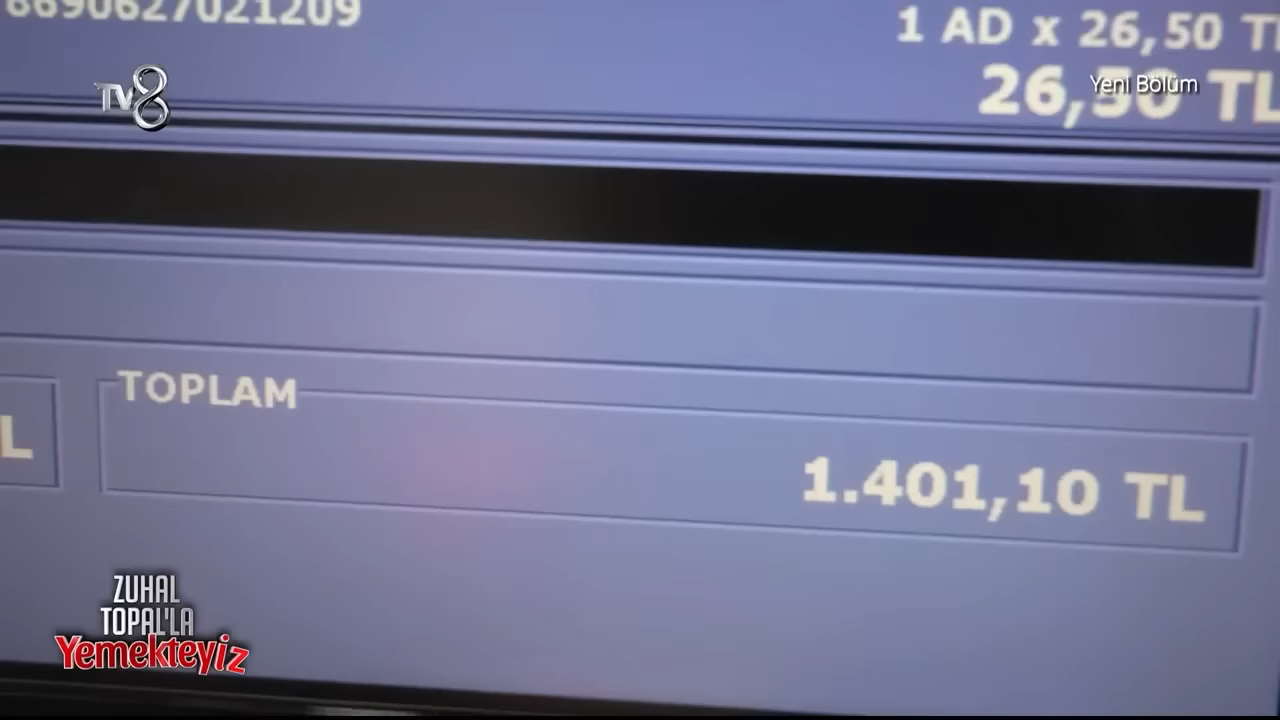 8690627021209
1 AD x 26,50 TL
26,50 TL
Yeni Bölüm
TV8
TOPLAM
L
1.401,10 TL
ZUHAL
TOPAL'LA
Yemekteyiz